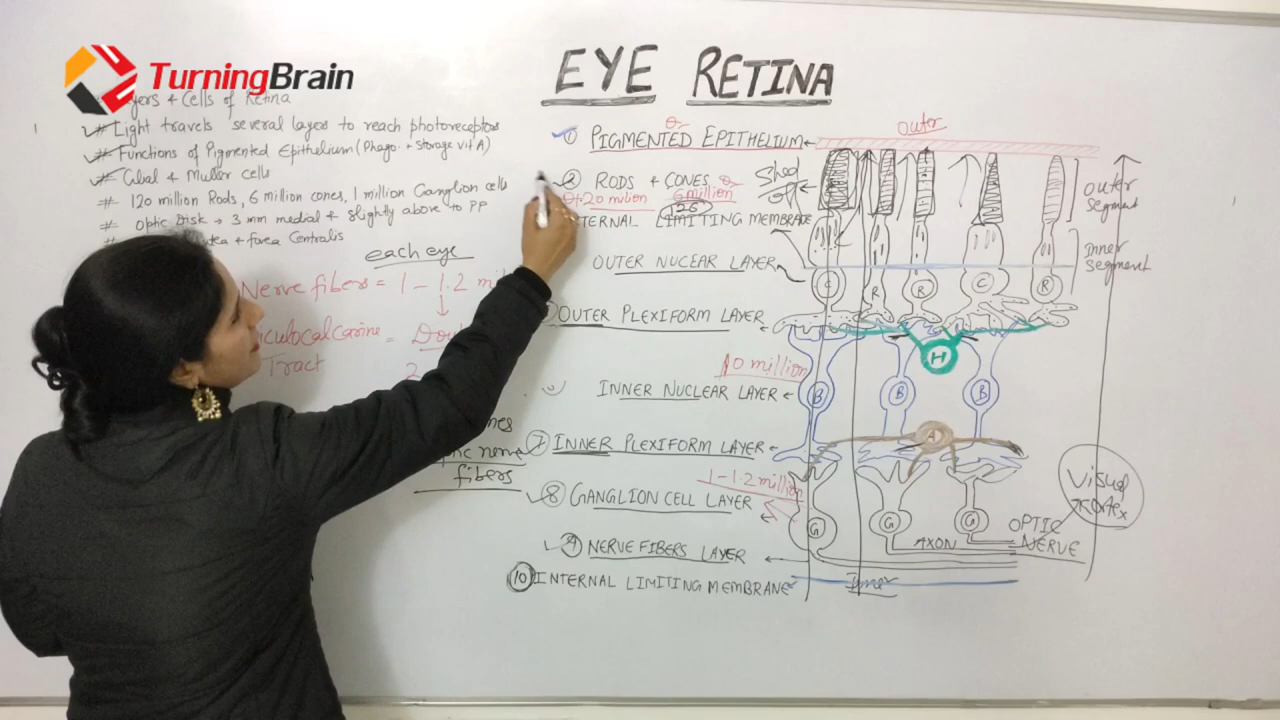 TurningBrain
EYE RETINA
Layers & Cells of Retina
# Light travels several layers to reach photoreceptors
# Functions of Pigmented Epithelium (Phago. + Storage vit A)
# Glial & Muller cells
# 120 million Rods, 6 million cones, 1 million Ganglion cells
# optic Disk → 3 mm medial & slightly above to PP
+ Fovea Centralis
each eye
Nerve fibers = 1 - 1.2
Tract
2
fibers
1 PIGMENTED EPITHELIUM
2 RODS + CONES
120 million 6 million
Shed off
INTERNAL LIMITING MEMBRANE
OUTER NUCLEAR LAYER
OUTER PLEXIFORM LAYER
10 million
INNER NUCLEAR LAYER
7 INNER PLEXIFORM LAYER
1-1.2 million
8 GANGLION CELL LAYER
9 NERVE FIBERS LAYER
10 INTERNAL LIMITING MEMBRANE
outer
Outer Segment
Inner Segment
C R R C R
H
B B B
A
G G G
Visual Kortex
OPTIC NERVE
AXON
Inner